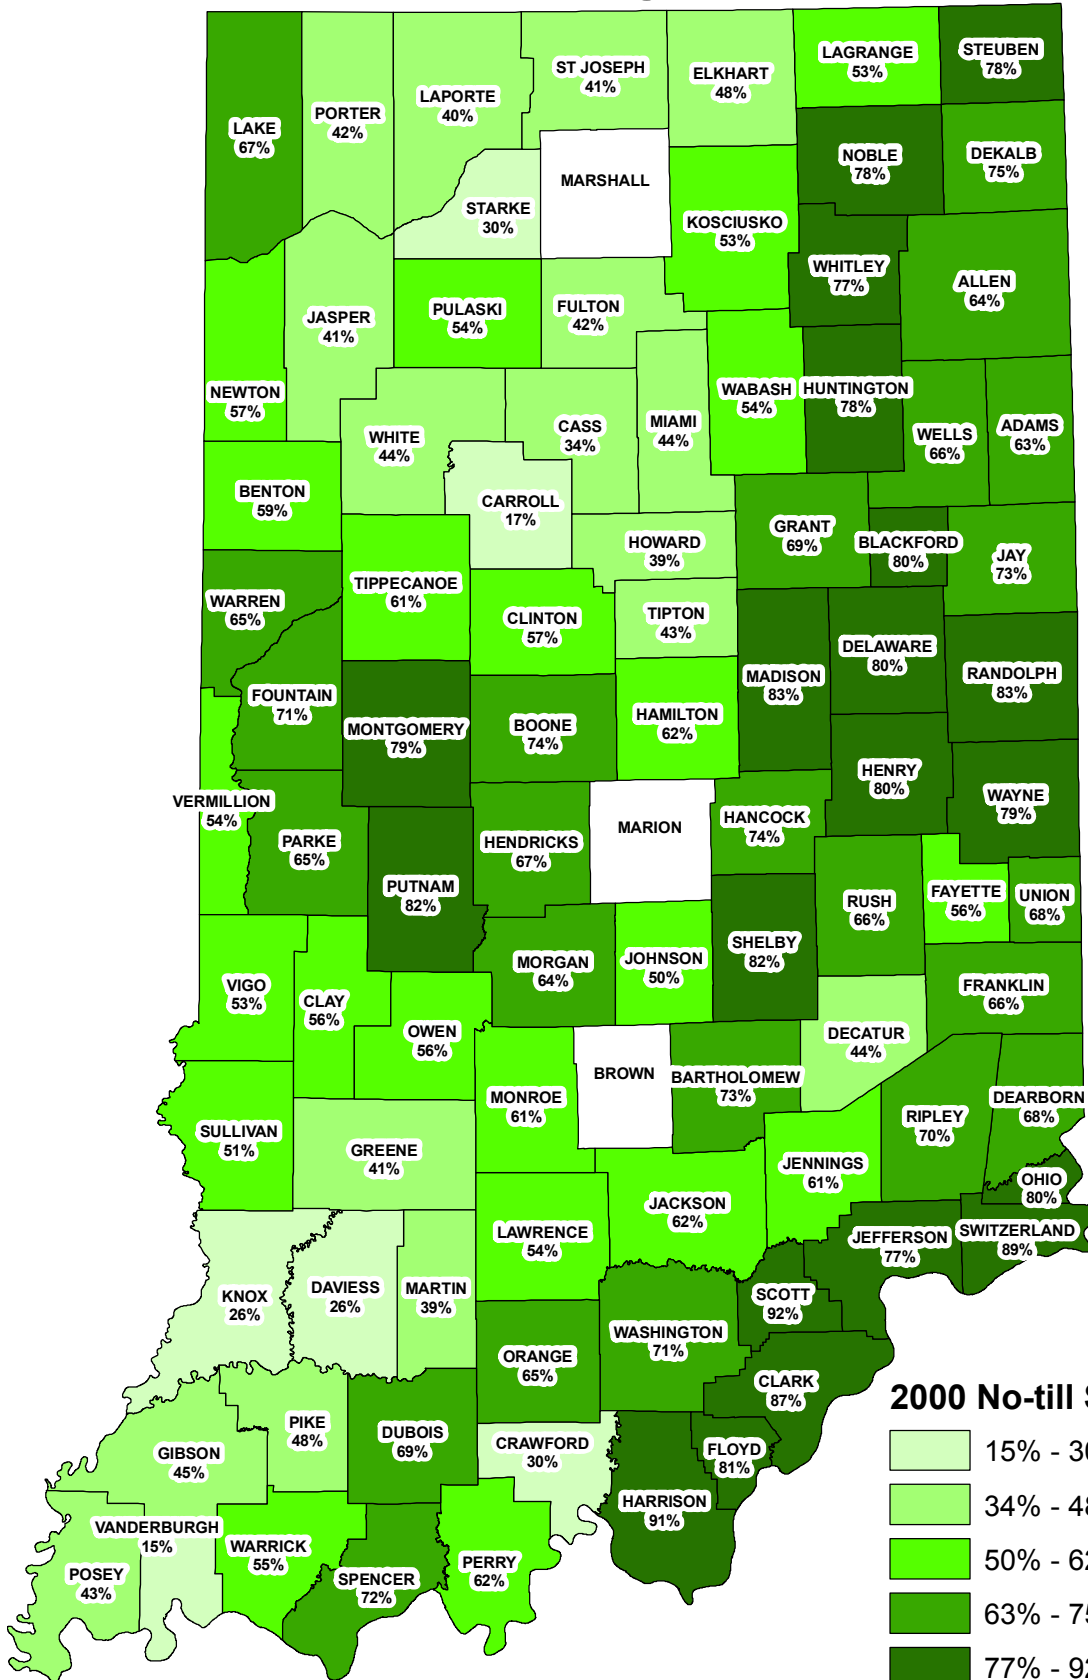 LAKE
67%
PORTER
42%
LAPORTE
40%
ST JOSEPH
41%
ELKHART
48%
LAGRANGE
53%
STEUBEN
78%
MARSHALL
STARKE
30%
NOBLE
78%
DEKALB
75%
KOSCIUSKO
53%
WHITLEY
77%
ALLEN
64%
JASPER
41%
PULASKI
54%
FULTON
42%
NEWTON
57%
WABASH
54%
HUNTINGTON
78%
WHITE
44%
CASS
34%
MIAMI
44%
WELLS
66%
ADAMS
63%
BENTON
59%
CARROLL
17%
GRANT
69%
BLACKFORD
80%
JAY
73%
HOWARD
39%
WARREN
65%
TIPPECANOE
61%
CLINTON
57%
TIPTON
43%
MADISON
83%
DELAWARE
80%
RANDOLPH
83%
FOUNTAIN
71%
MONTGOMERY
79%
BOONE
74%
HAMILTON
62%
HENRY
80%
WAYNE
79%
VERMILLION
54%
PARKE
65%
PUTNAM
82%
HENDRICKS
67%
MARION
HANCOCK
74%
RUSH
66%
FAYETTE
56%
UNION
68%
SHELBY
82%
MORGAN
64%
JOHNSON
50%
VIGO
53%
CLAY
56%
OWEN
56%
FRANKLIN
66%
DECATUR
44%
MONROE
61%
BROWN
BARTHOLOMEW
73%
RIPLEY
70%
DEARBORN
68%
SULLIVAN
51%
GREENE
41%
JENNINGS
61%
OHIO
80%
LAWRENCE
54%
JACKSON
62%
JEFFERSON
77%
SWITZERLAND
89%
KNOX
26%
DAVIESS
26%
MARTIN
39%
SCOTT
92%
ORANGE
65%
WASHINGTON
71%
CLARK
87%
PIKE
48%
DUBOIS
69%
CRAWFORD
30%
FLOYD
81%
GIBSON
45%
HARRISON
91%
VANDERBURGH
15%
WARRICK
55%
POSEY
43%
SPENCER
72%
PERRY
62%
2000 No-till
15% - 3
34% - 48
50% - 62
63% - 75
77% - 92